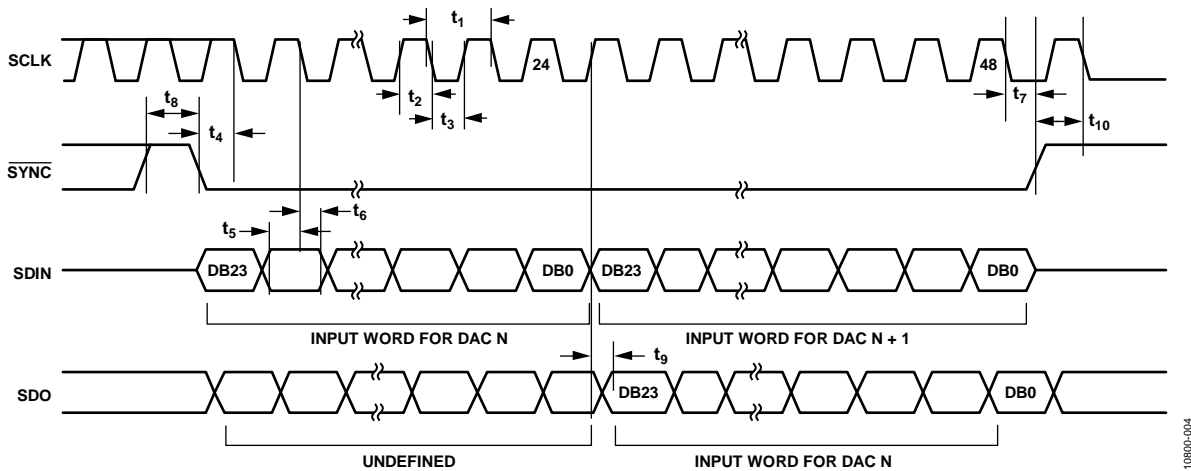 t1
SCLK
24
48
t8
t4
t2
t3
t7
t10
SYNC
t6
t5
SDIN
DB23
DB0
DB23
DB0
INPUT WORD FOR DAC N
INPUT WORD FOR DAC N + 1
t9
SDO
DB23
DB0
UNDEFINED
INPUT WORD FOR DAC N
10800-004